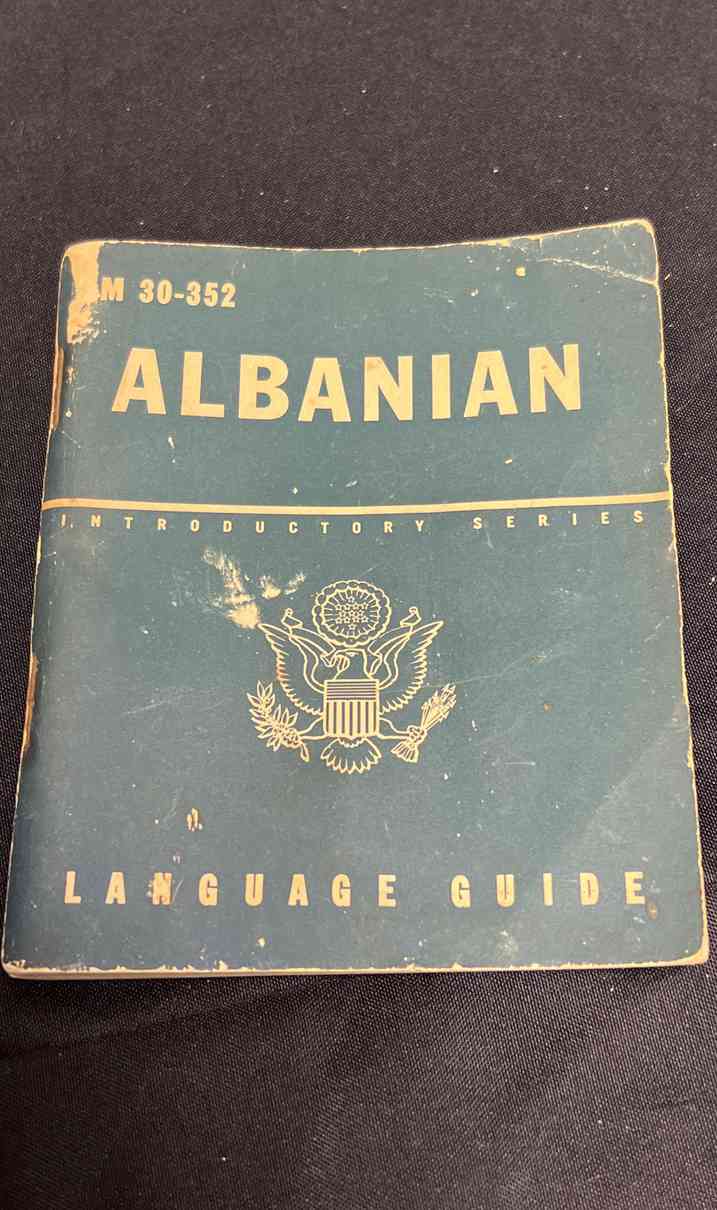 M 30-352
ALBANIAN
INTRODUCTORY SERIES
LANGUAGE GUIDE